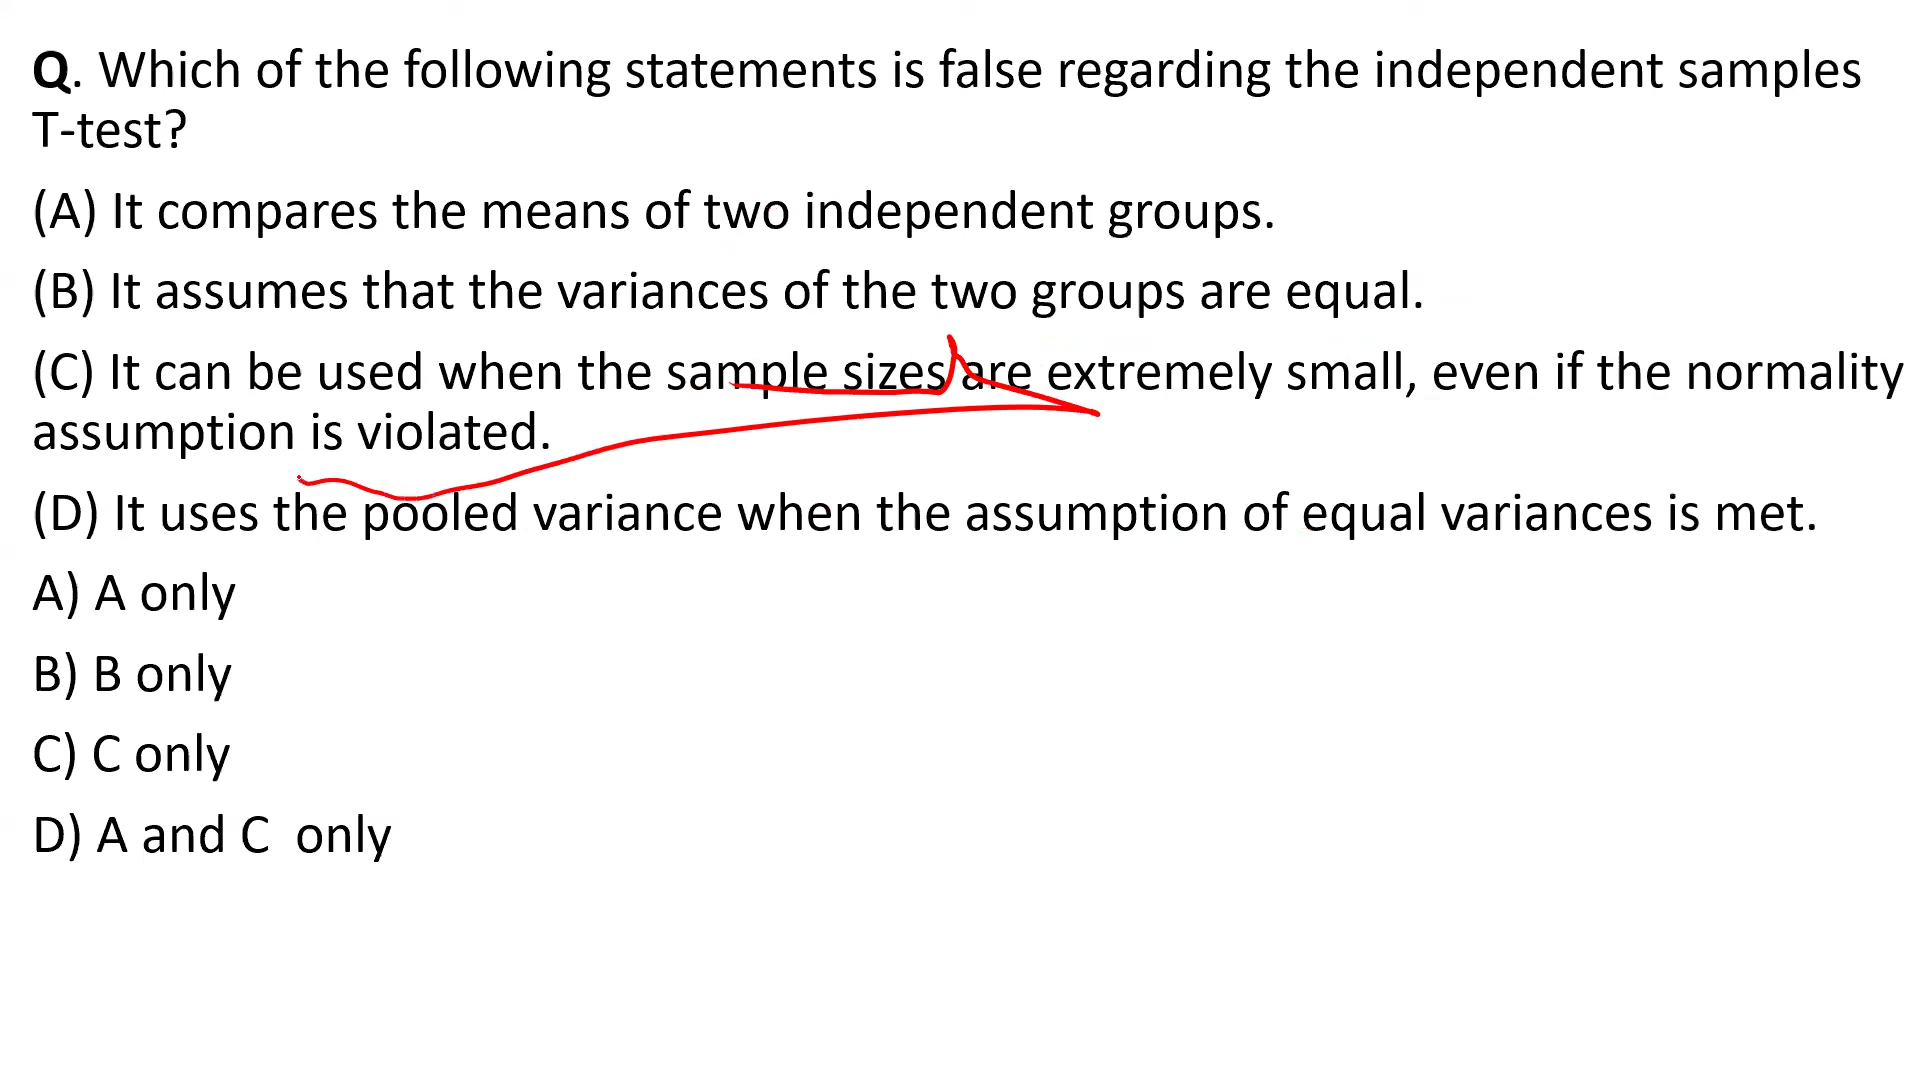 Q. Which of the following statements is false regarding the independent samples
T-test?
(A) It compares the means of two independent groups.
(B) It assumes that the variances of the two groups are equal.
(C) It can be used when the sample sizes are extremely small, even if the normality
assumption is violated.
(D) It uses the pooled variance when the assumption of equal variances is met.
A) A only
B) B only
C) C only
D) A and C  only